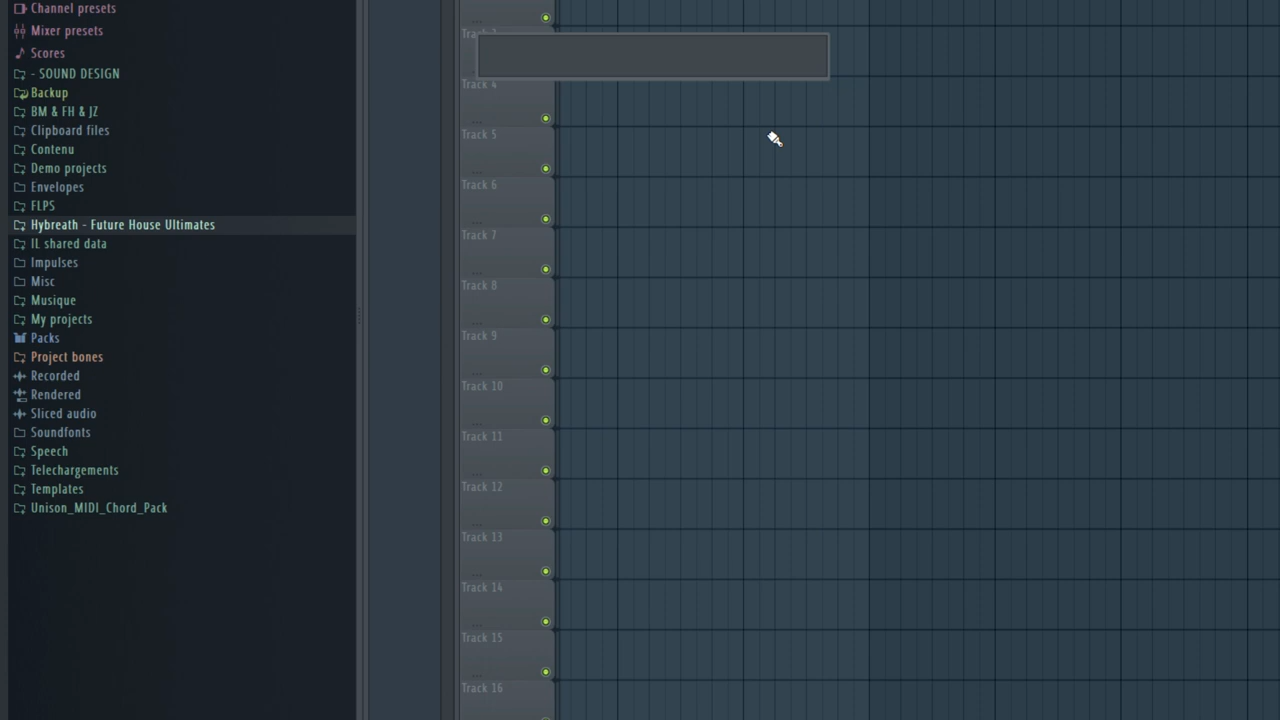 Channel presets
Mixer presets
Scores
- SOUND DESIGN
Backup
BM & FH & JZ
Clipboard files
Contenu
Demo projects
Envelopes
FLPS
Hybreath - Future House Ultimates
IL shared data
Impulses
Misc
Musique
My projects
Packs
Project bones
Recorded
Rendered
Sliced audio
Soundfonts
Speech
Telechargements
Templates
Unison_MIDI_Chord_Pack
Track 4
Track 5
Track 6
Track 7
Track 8
Track 9
Track 10
Track 11
Track 12
Track 13
Track 14
Track 15
Track 16